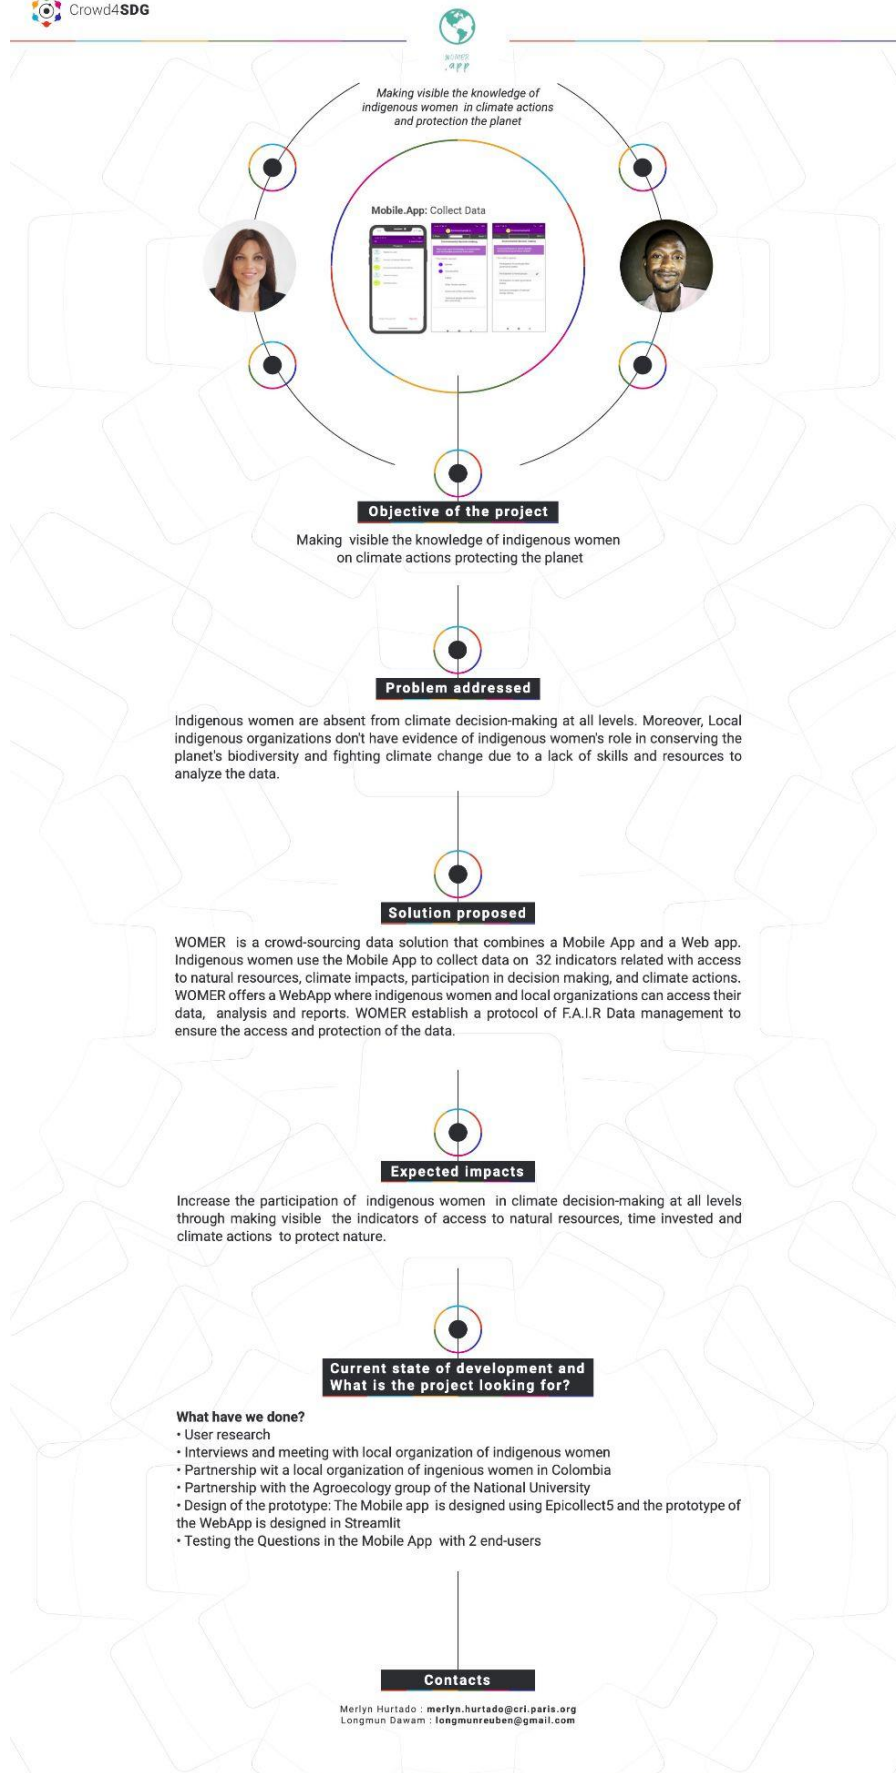 Crowd4SDG
WOMER
.app
Making visible the knowledge of
indigenous women in climate actions
and protection the planet
Mobile.App: Collect Data
Objective of the project
Making visible the knowledge of indigenous women
on climate actions protecting the planet
Problem addressed
Indigenous women are absent from climate decision-making at all levels. Moreover, Local
indigenous organizations don't have evidence of indigenous women's role in conserving the
planet's biodiversity and fighting climate change due to a lack of skills and resources to
analyze the data.
Solution proposed
WOMER is a crowd-sourcing data solution that combines a Mobile App and a Web app.
Indigenous women use the Mobile App to collect data on 32 indicators related with access
to natural resources, climate impacts, participation in decision making, and climate actions.
WOMER offers a WebApp where indigenous women and local organizations can access their
data, analysis and reports. WOMER establish a protocol of F.A.I.R Data management to
ensure the access and protection of the data.
Expected impacts
Increase the participation of indigenous women in climate decision-making at all levels
through making visible the indicators of access to natural resources, time invested and
climate actions to protect nature.
Current state of development and
What is the project looking for?
What have we done?
• User research
• Interviews and meeting with local organization of indigenous women
• Partnership wit a local organization of ingenious women in Colombia
• Partnership with the Agroecology group of the National University
• Design of the prototype: The Mobile app is designed using Epicollect5 and the prototype of
the WebApp is designed in Streamlit
• Testing the Questions in the Mobile App with 2 end-users
Contacts
Merlyn Hurtado : merlyn.hurtado@cri.paris.org
Longmun Dawam : longmunreuben@gmail.com